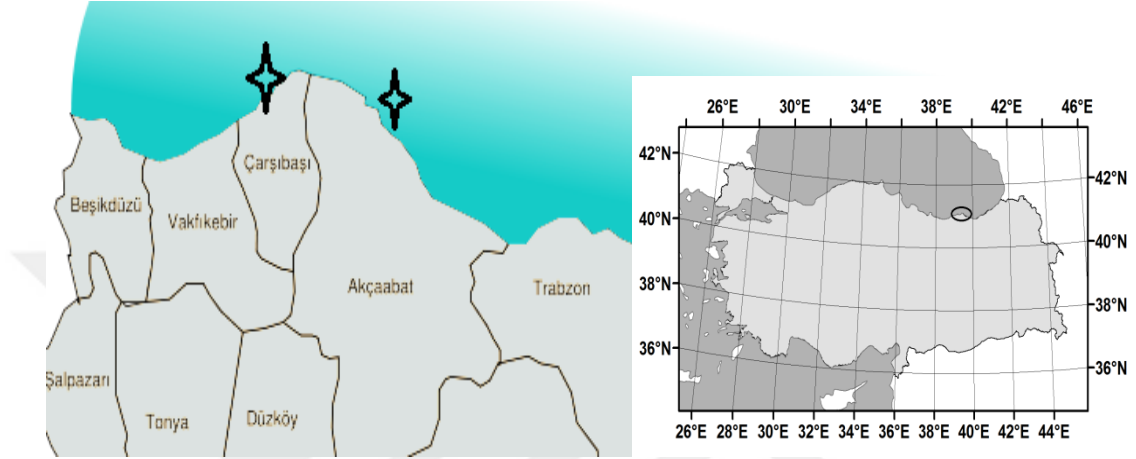 Çarşıbaşı
Beşikdüzü
Vakfıkebir
Akçaabat
Trabzon
Şalpazarı
Tonya
Düzköy
26°E 30°E 34°E 38°E 42°E 46°E
42°N 42°N
40°N 40°N
38°N 38°N
36°N 36°N
26°E 28°E 30°E 32°E 34°E 36°E 38°E 40°E 42°E 44°E